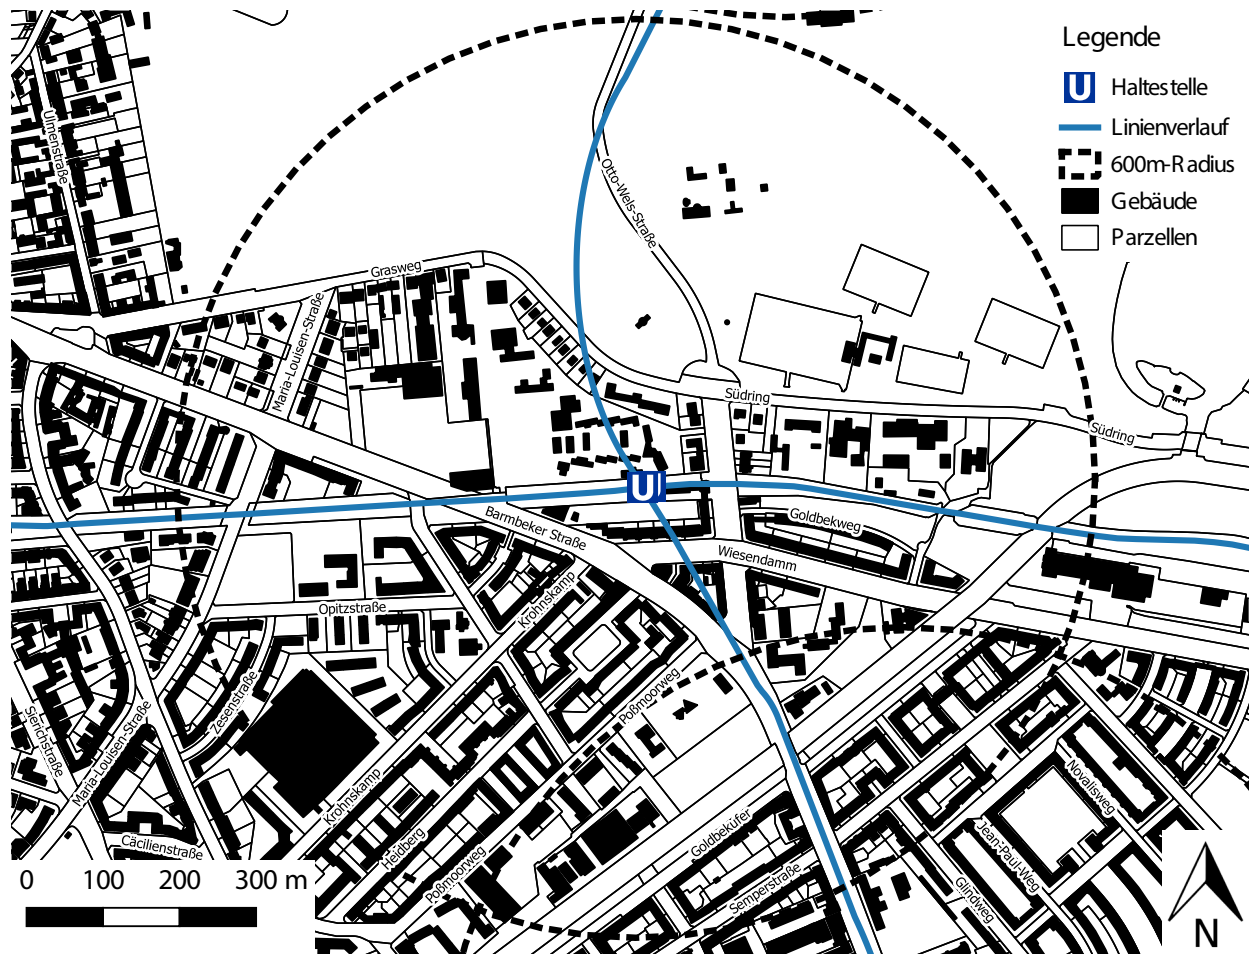 Legende
U
Haltestelle
Linienverlauf
600m-Radius
Gebäude
Parzellen
Ulmenstraße
Otto-Wels-Straße
Grasweg
Maria-Louisen-Straße
Südring
Südring
U
Barmbeker Straße
Goldbekweg
Wiesendamm
Krohnskamp
Opitzstraße
Poßmoorweg
Zesenstraße
Sierichstraße
Maria-Louisen-Straße
Krohnskamp
Novalisweg
Heidberg
Goldbekufer
Jean-Paul-Weg
Cäcilienstraße
Poßmoorweg
Semperstraße
Glindweg
0 100 200 300 m
N